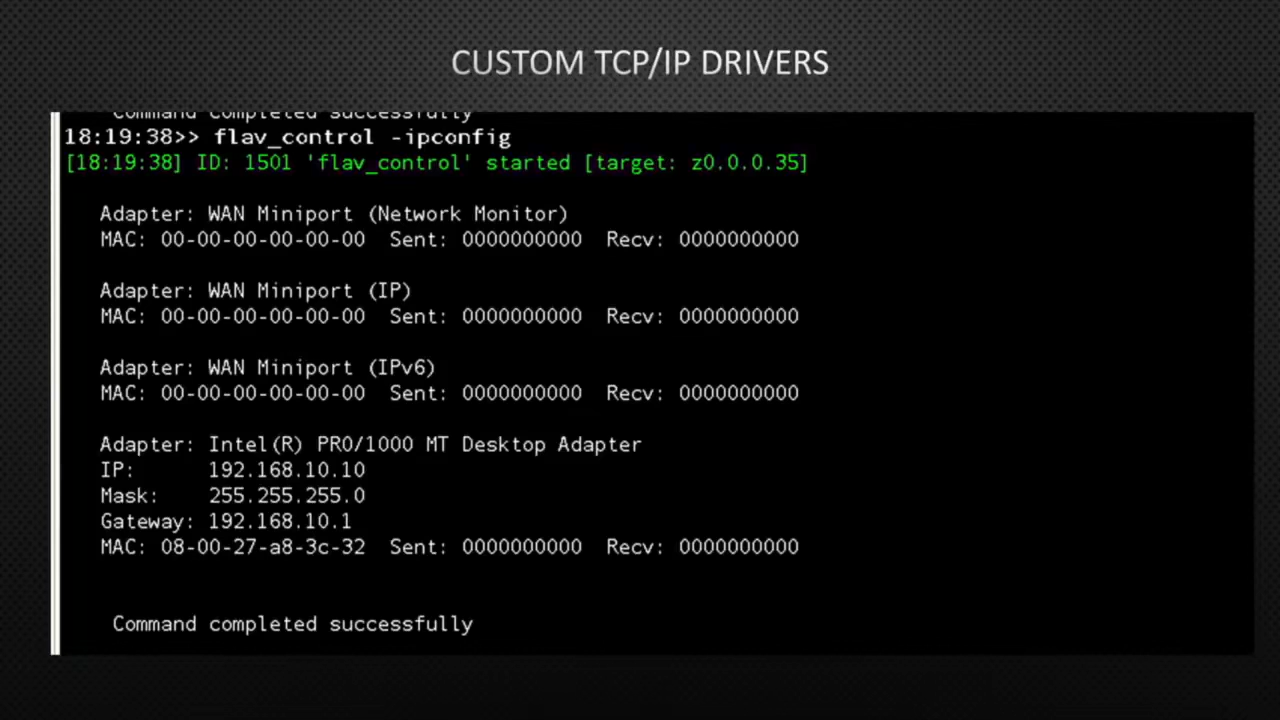 CUSTOM TCP/IP DRIVERS
Command completed successfully
18:19:38>> flav_control -ipconfig
[18:19:38] ID: 1501 'flav_control' started [target: z0.0.0.35]
Adapter: WAN Miniport (Network Monitor)
MAC: 00-00-00-00-00-00 Sent: 0000000000 Recv: 0000000000
Adapter: WAN Miniport (IP)
MAC: 00-00-00-00-00-00 Sent: 0000000000 Recv: 0000000000
Adapter: WAN Miniport (IPv6)
MAC: 00-00-00-00-00-00 Sent: 0000000000 Recv: 0000000000
Adapter: Intel(R) PRO/1000 MT Desktop Adapter
IP: 192.168.10.10
Mask: 255.255.255.0
Gateway: 192.168.10.1
MAC: 08-00-27-a8-3c-32 Sent: 0000000000 Recv: 0000000000
Command completed successfully